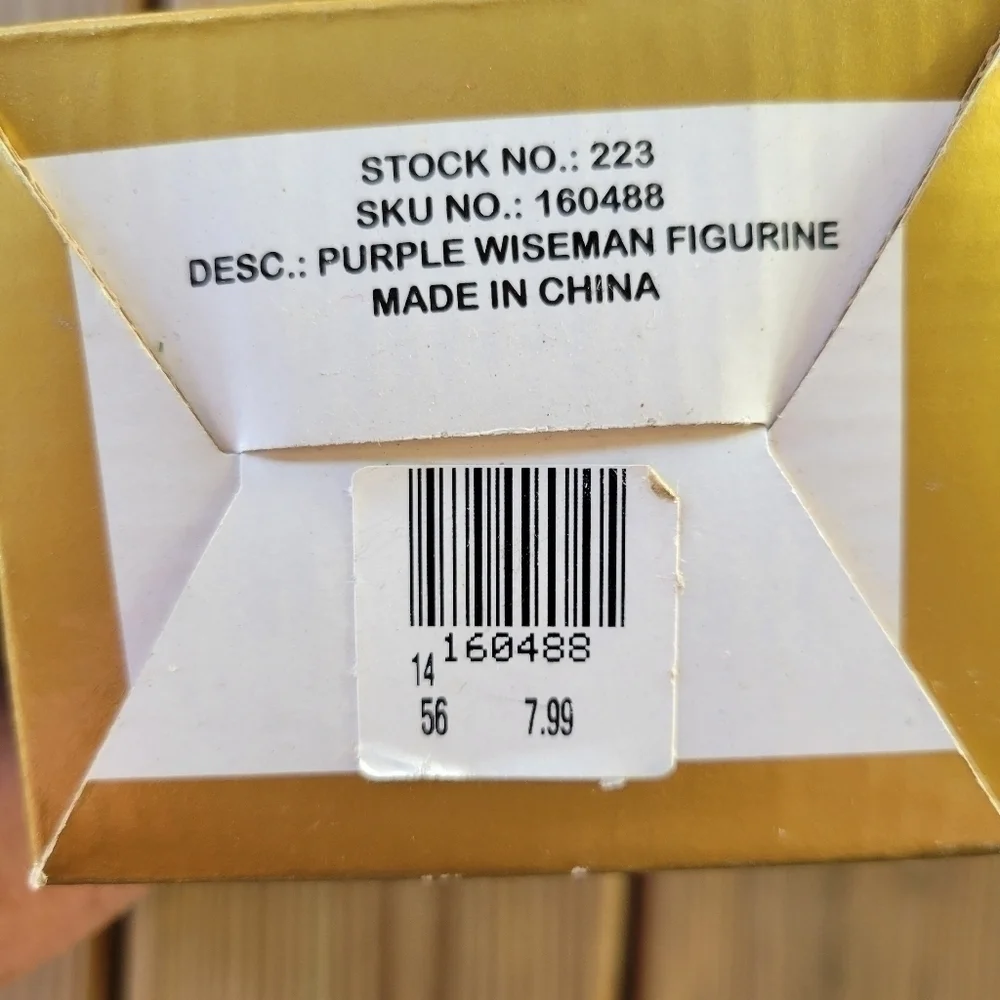 STOCK NO.: 223
SKU NO.: 160488
DESC.: PURPLE WISEMAN FIGURINE
MADE IN CHINA
160488
14
56 7.99